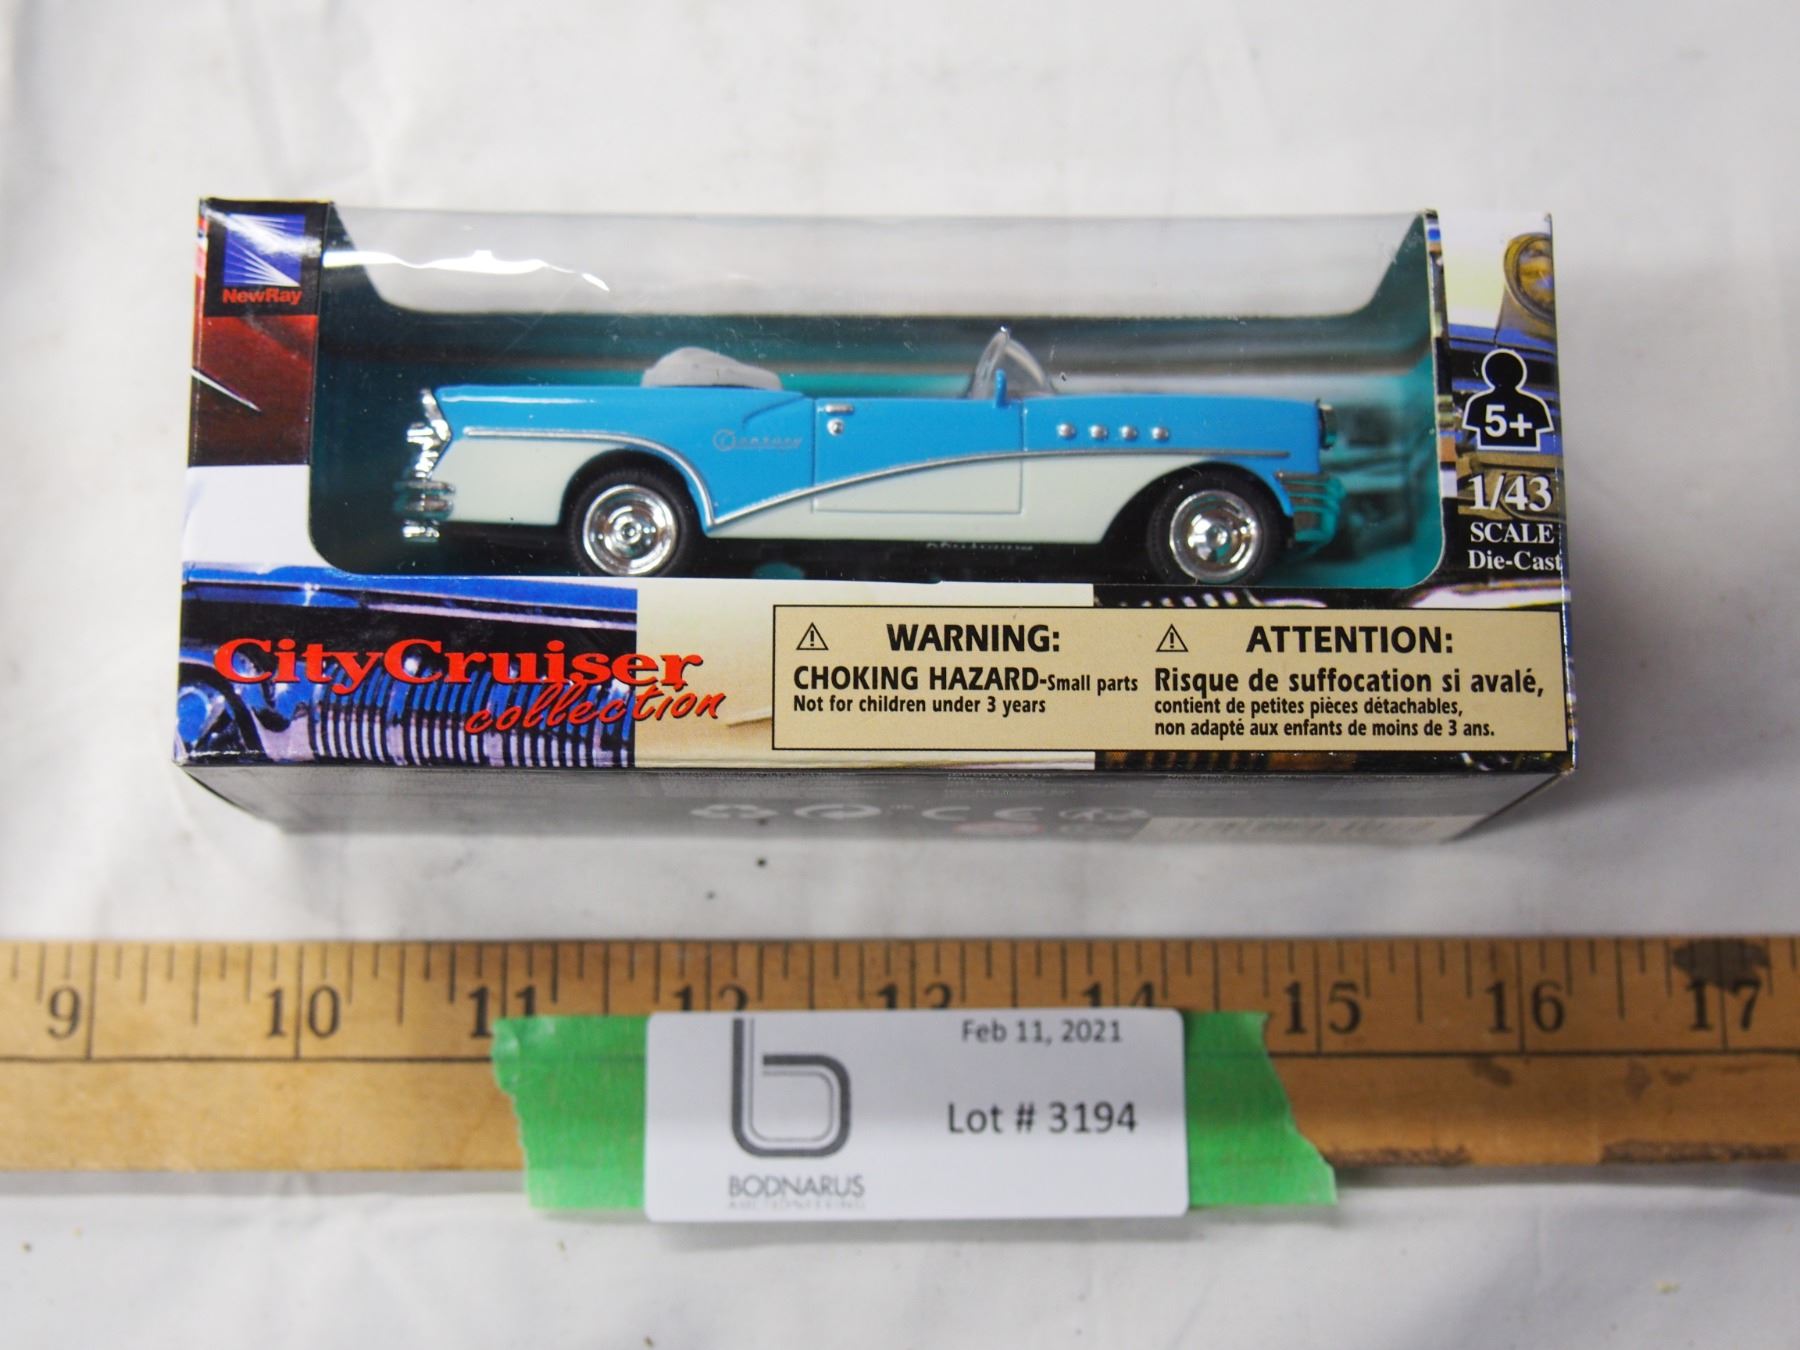 NewRay
Century
5+
1/43
SCALE
Die-Cast
CityCruiser
collection
WARNING:
CHOKING HAZARD-Small parts
Not for children under 3 years
ATTENTION:
Risque de suffocation si avalé,
contient de petites pièces détachables,
non adapté aux enfants de moins de 3 ans.
9 10 11 12 13 14 15 16 17
Feb 11, 2021
Lot # 3194
BODNARUS
AUCTIONEERING